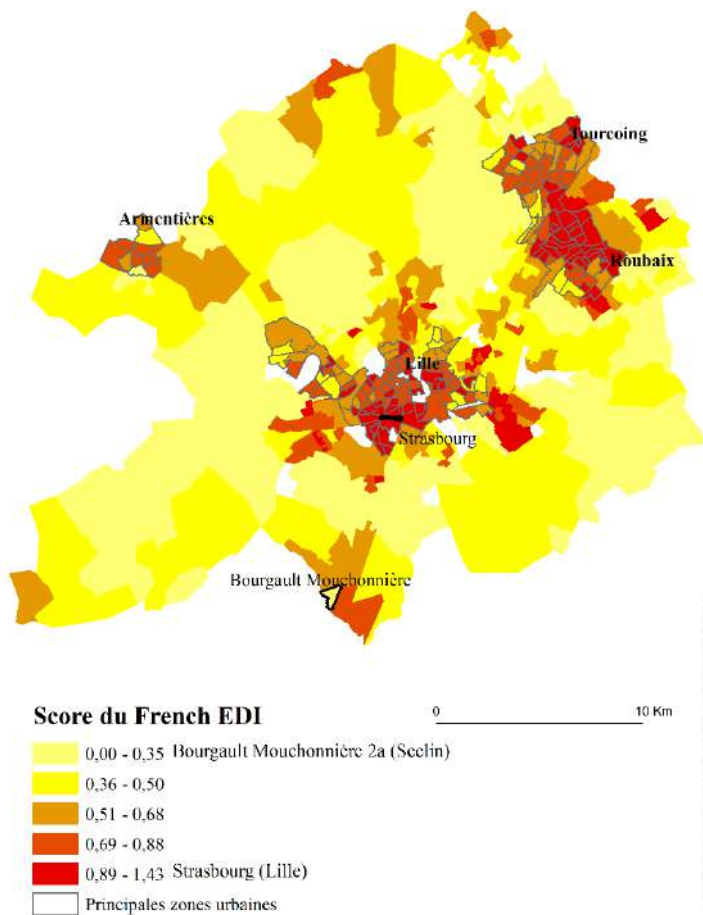 Tourcoing
Armentières
Roubaix
Lille
Strasbourg
Bourgault Mouchonnière
Score du French EDI
0 10 Km
0,00 - 0,35 Bourgault Mouchonnière 2a (Seclin)
0,36 - 0,50
0,51 - 0,68
0,69 - 0,88
0,89 - 1,43 Strasbourg (Lille)
Principales zones urbaines